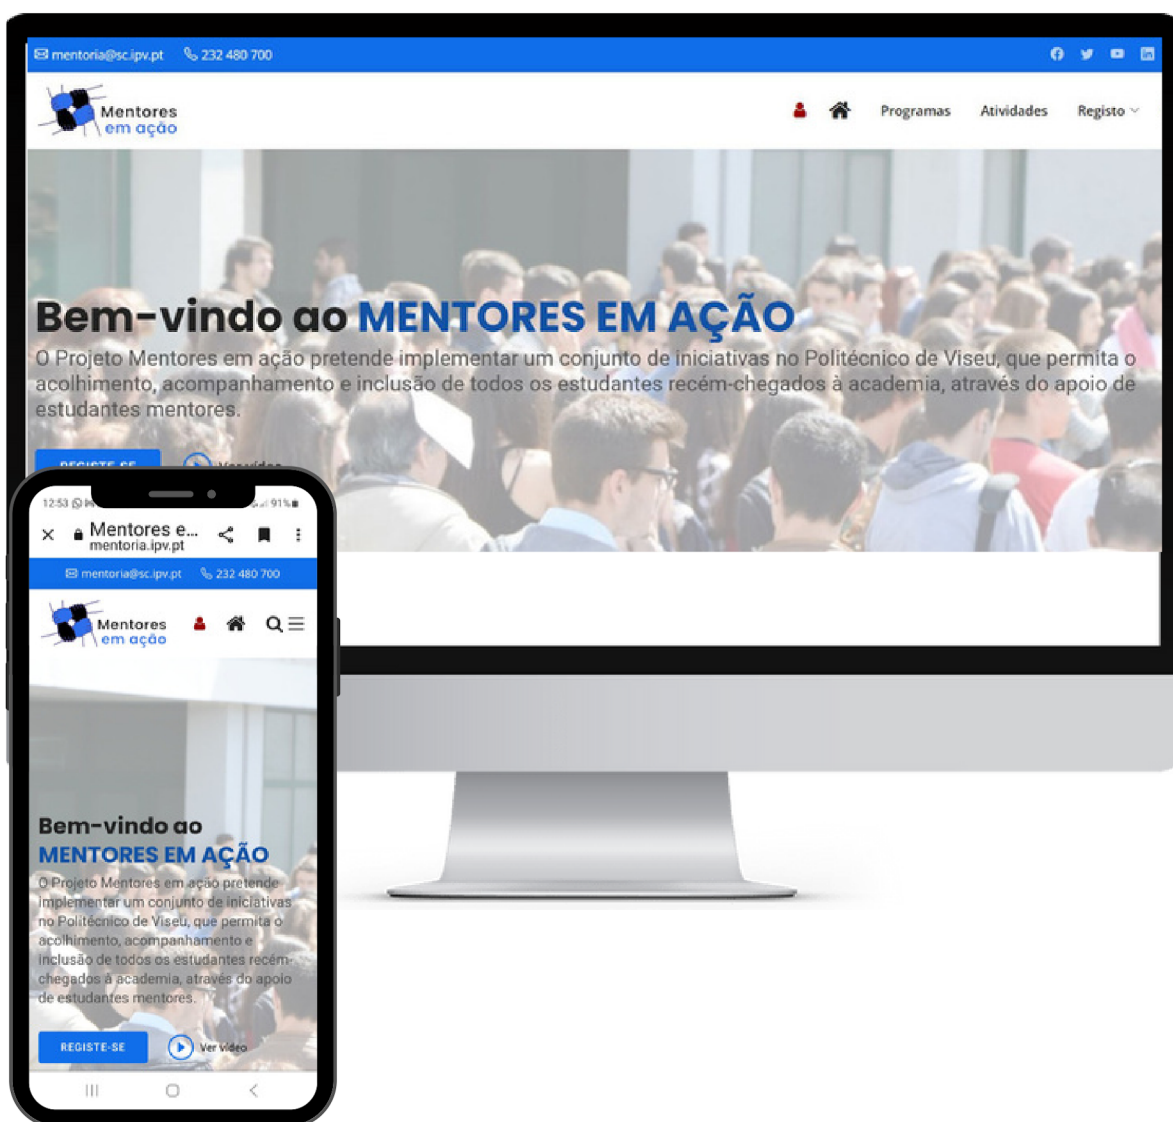 mentoria@sc.ipv.pt 232 480 700
Mentores
em ação
Programas Atividades Registo
Bem-vindo ao MENTORES EM AÇÃO
O Projeto Mentores em ação pretende implementar um conjunto de iniciativas no Politécnico de Viseu, que permita o
acolhimento, acompanhamento e inclusão de todos os estudantes recém-chegados à academia, através do apoio de
estudantes mentores.
REGISTE-SE Ver vídeo
12:53 91%
Mentores e...
mentoria.ipv.pt
mentoria@sc.ipv.pt 232 480 700
Mentores
em ação
Bem-vindo ao
MENTORES EM AÇÃO
O Projeto Mentores em ação pretende
implementar um conjunto de iniciativas
no Politécnico de Viseu, que permita o
acolhimento, acompanhamento e
inclusão de todos os estudantes recém-
chegados à academia, através do apoio
de estudantes mentores.
REGISTE-SE Ver vídeo